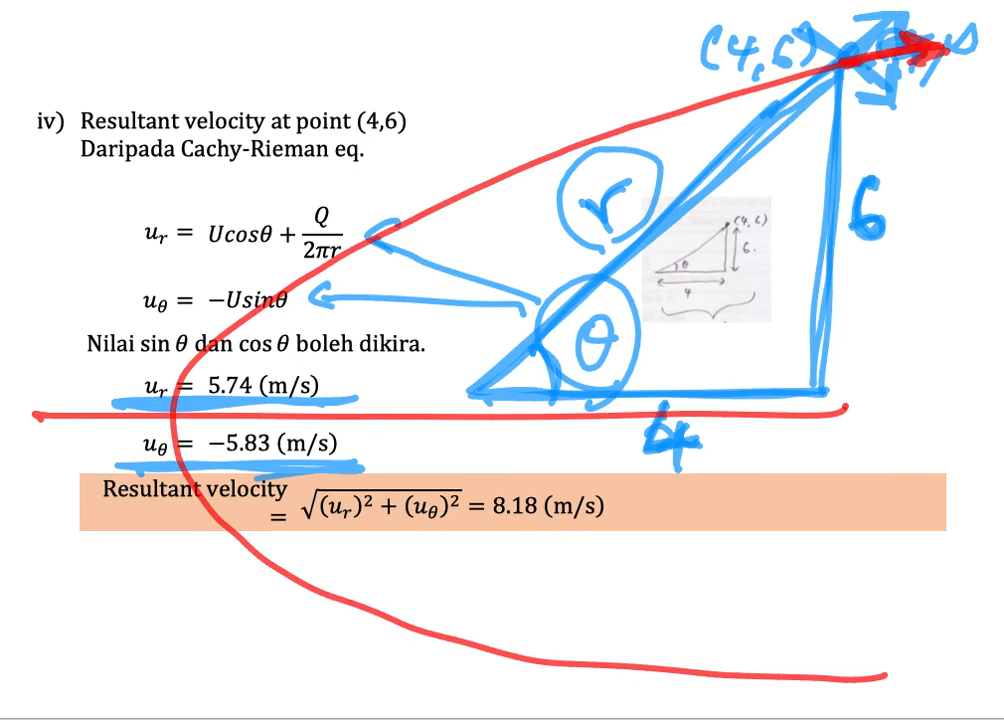 iv) Resultant velocity at point (4,6)
Daripada Cachy-Rieman eq.
u_r = Ucosθ + Q/2πr
u_θ = −Usinθ
Nilai sin θ dan cos θ boleh dikira.
u_r = 5.74 (m/s)
u_θ = −5.83 (m/s)
Resultant velocity
= √(u_r)² + (u_θ)² = 8.18 (m/s)
(4,6)
r
6
θ
4
(4,6)
6.
θ
4